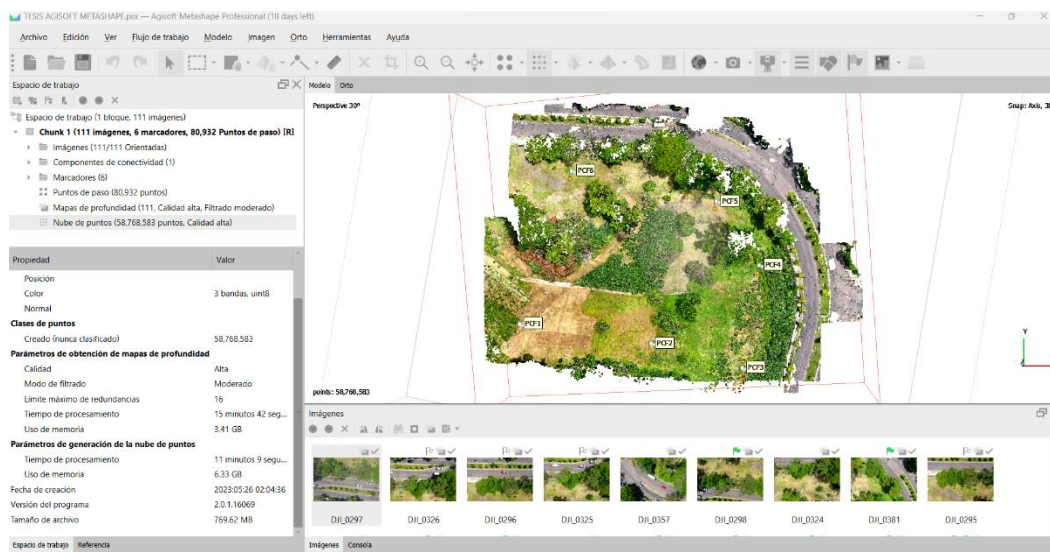 TESIS AGISOFT METASHAPE.psx — Agisoft Metashape Professional (18 days left)
Archivo Edición Ver Flujo de trabajo Modelo Imagen Orto Herramientas Ayuda
Espacio de trabajo
Espacio de trabajo (1 bloque, 111 imágenes)
Chunk 1 (111 imágenes, 6 marcadores, 80,932 Puntos de paso) [R]
Imágenes (111/111 Orientadas)
Componentes de conectividad (1)
Marcadores (6)
Puntos de paso (80,932 puntos)
Mapas de profundidad (111, Calidad alta, Filtrado moderado)
Nube de puntos (58,768,583 puntos, Calidad alta)
Propiedad Valor
Posición
Color 3 bandas, uint8
Normal
Clases de puntos
Creado (nunca clasificado) 58,768,583
Parámetros de obtención de mapas de profundidad
Calidad Alta
Modo de filtrado Moderado
Límite máximo de redundancias 16
Tiempo de procesamiento 15 minutos 42 seg...
Uso de memoria 3.41 GB
Parámetros de generación de la nube de puntos
Tiempo de procesamiento 11 minutos 9 segu...
Uso de memoria 6.33 GB
Fecha de creación 2023:05:26 02:04:36
Versión del programa 2.0.1.16069
Tamaño de archivo 769.62 MB
Espacio de trabajo Referencia
Modelo Orto
Perspective 30°
Snap: Axis, 3D
PCF6
PCF5
PCF4
PCF1
PCF2
PCF3
Y
points: 58,768,583
Imágenes
DJI_0297 DJI_0326 DJI_0296 DJI_0325 DJI_0357 DJI_0298 DJI_0324 DJI_0381 DJI_0295
Imágenes Consola